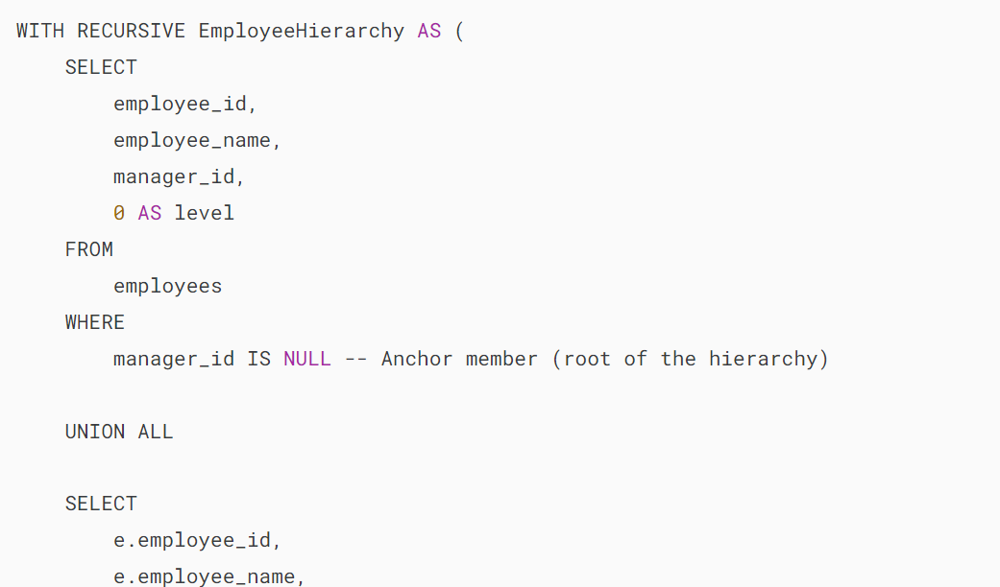 WITH RECURSIVE EmployeeHierarchy AS (
    SELECT
        employee_id,
        employee_name,
        manager_id,
        0 AS level
    FROM
        employees
    WHERE
        manager_id IS NULL -- Anchor member (root of the hierarchy)
    UNION ALL
    SELECT
        e.employee_id,
        e.employee_name,